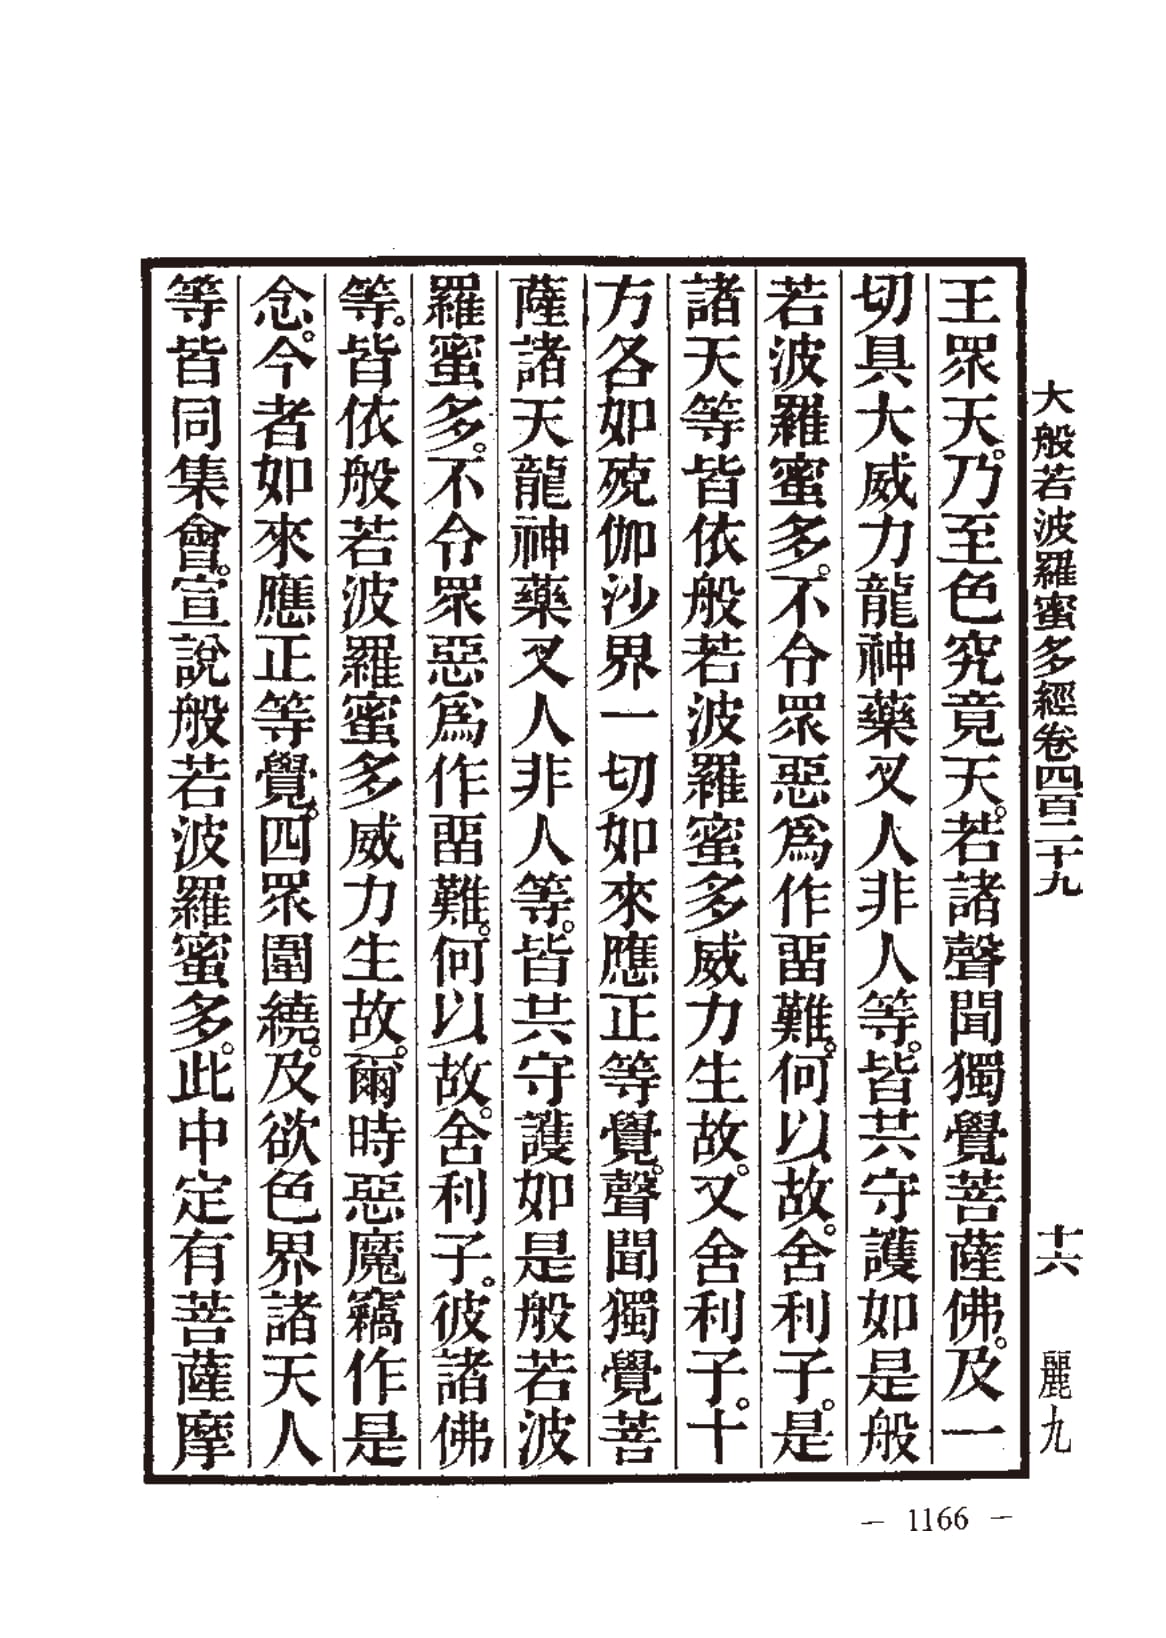 大般若波羅蜜多經卷四百二十九　十六　麗九
王眾天。乃至色究竟天。若諸聲聞獨覺菩薩佛。及一
切具大威力龍神藥叉人非人等。皆共守護如是般
若波羅蜜多。不令眾惡爲作畱難。何以故。舍利子。是
諸天等皆依般若波羅蜜多威力生故。又舍利子。十
方各如殑伽沙界一切如來應正等覺。聲聞獨覺菩
薩諸天龍神藥叉人非人等。皆共守護如是般若波
羅蜜多。不令眾惡爲作畱難。何以故。舍利子。彼諸佛
等。皆依般若波羅蜜多威力生故。爾時惡魔竊作是
念。今者如來應正等覺。四眾圍繞。及欲色界諸天人
等皆同集會。宣說般若波羅蜜多。此中定有菩薩摩
— 1166 —